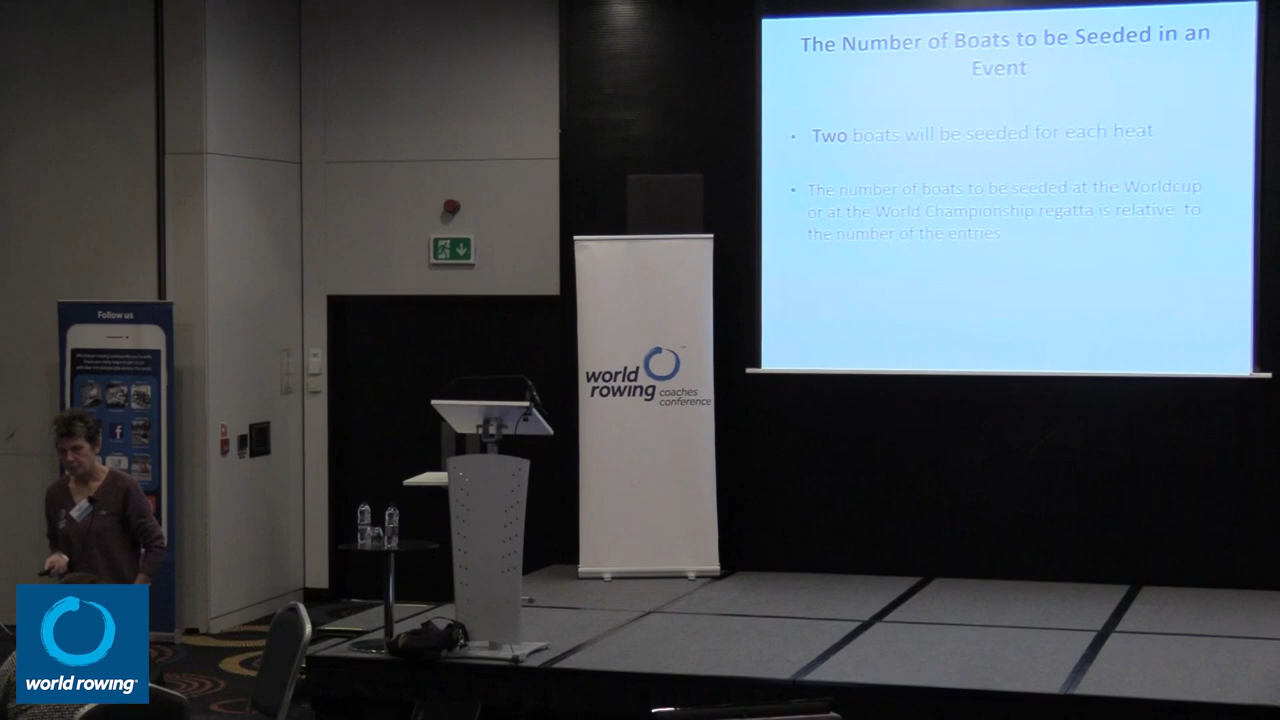 The Number of Boats to be Seeded in an
Event
• Two boats will be seeded for each heat
• The number of boats to be seeded at the Worldcup
or at the World Championship regatta is relative to
the number of the entries
Follow us
world
rowing coaches
conference
world rowing